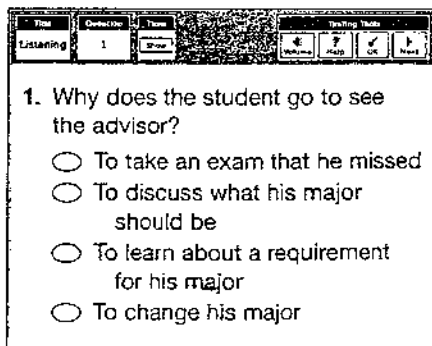 Listening
Question
1
Time
Show
Testing Tools
Volume
Help
OK
Next
1. Why does the student go to see
the advisor?
To take an exam that he missed
To discuss what his major
should be
To learn about a requirement
for his major
To change his major